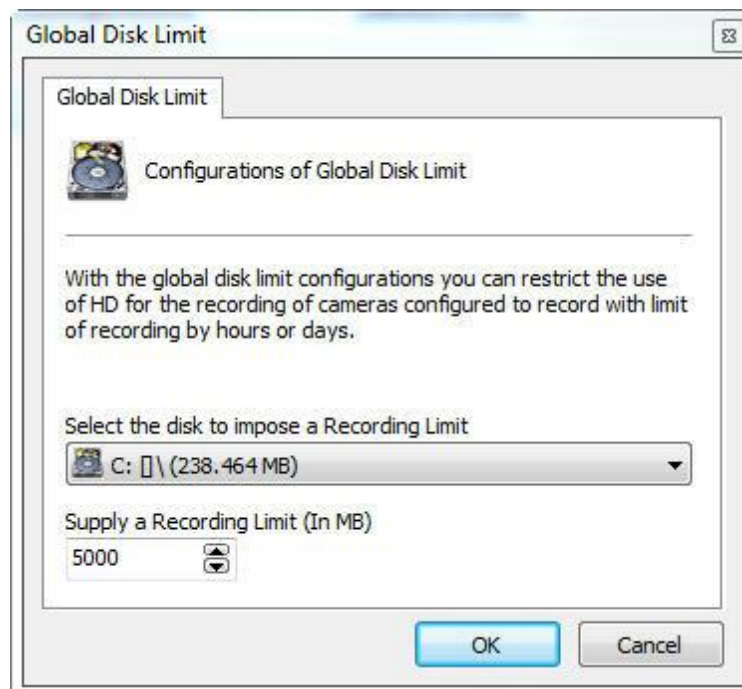 Global Disk Limit
Global Disk Limit
Configurations of Global Disk Limit
With the global disk limit configurations you can restrict the use
of HD for the recording of cameras configured to record with limit
of recording by hours or days.
Select the disk to impose a Recording Limit
C: []\ (238.464 MB)
Supply a Recording Limit (In MB)
5000
OK Cancel